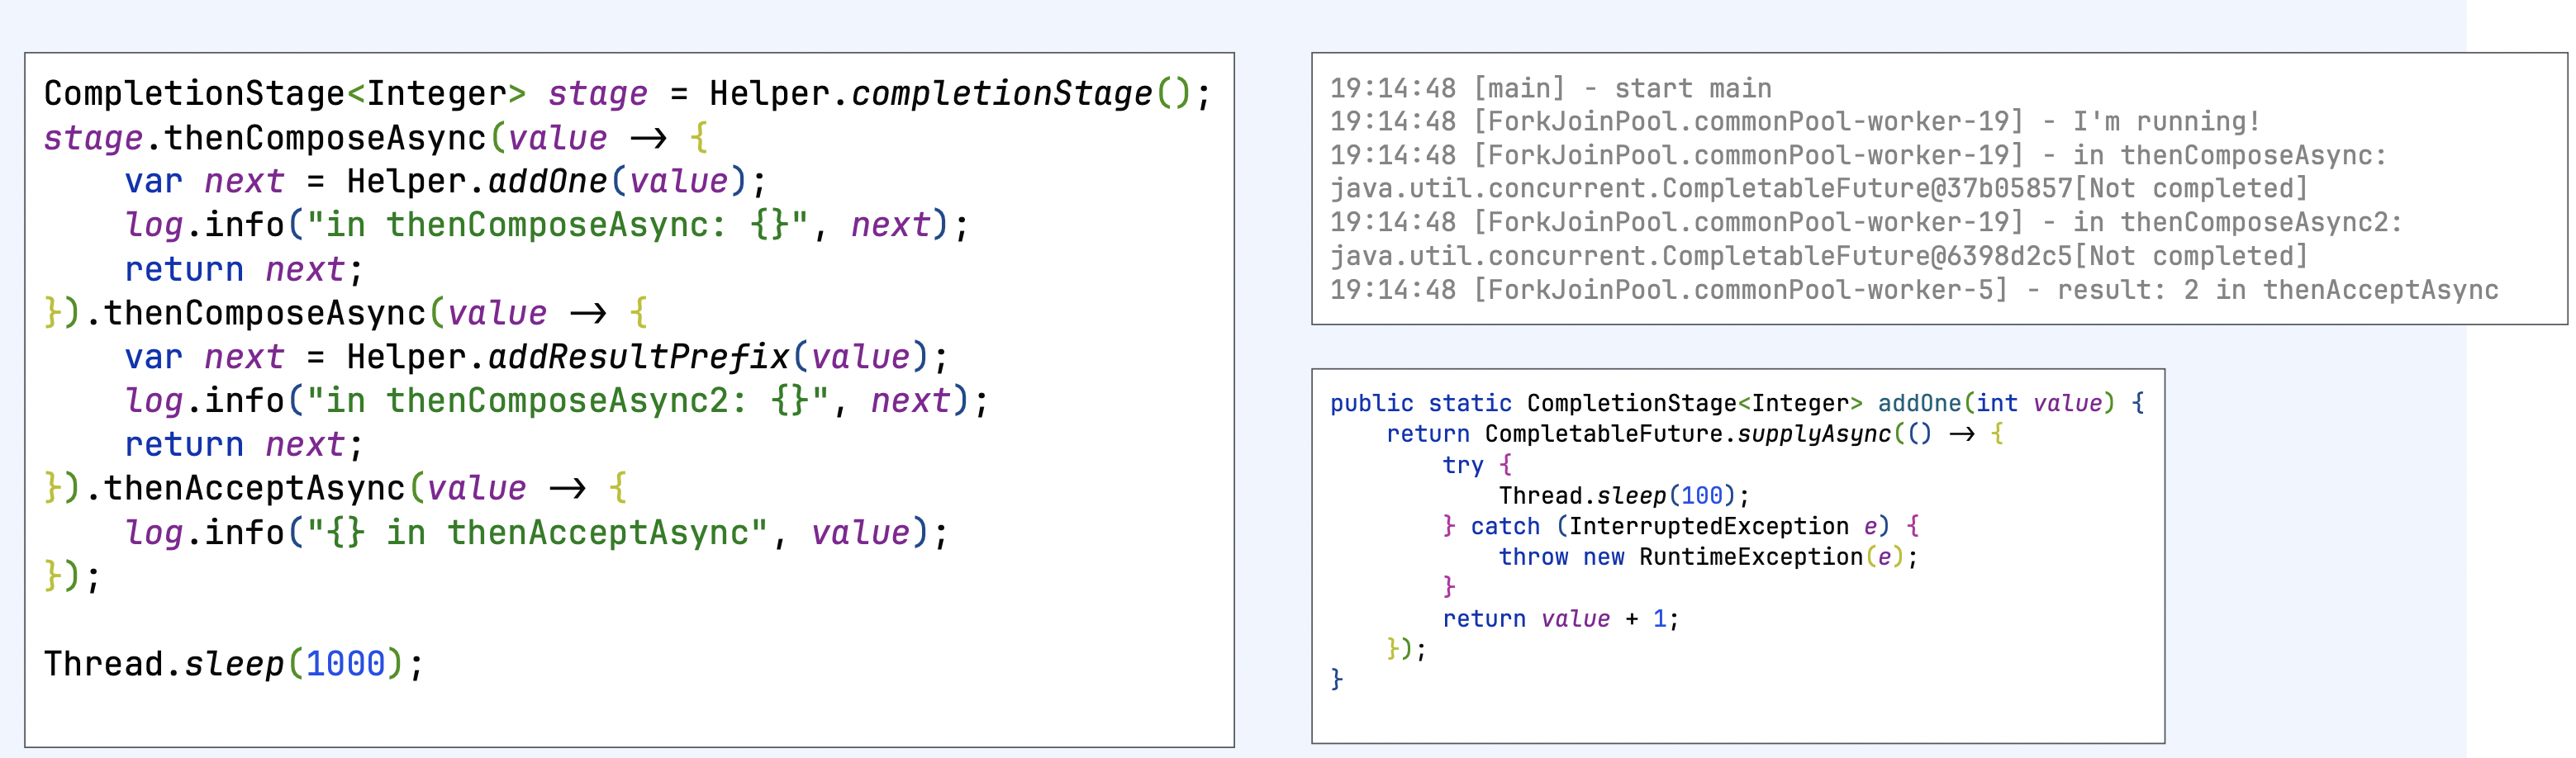 CompletionStage<Integer> stage = Helper.completionStage();
stage.thenComposeAsync(value -> {
    var next = Helper.addOne(value);
    log.info("in thenComposeAsync: {}", next);
    return next;
}).thenComposeAsync(value -> {
    var next = Helper.addResultPrefix(value);
    log.info("in thenComposeAsync2: {}", next);
    return next;
}).thenAcceptAsync(value -> {
    log.info("{} in thenAcceptAsync", value);
});

Thread.sleep(1000);

19:14:48 [main] - start main
19:14:48 [ForkJoinPool.commonPool-worker-19] - I'm running!
19:14:48 [ForkJoinPool.commonPool-worker-19] - in thenComposeAsync:
java.util.concurrent.CompletableFuture@37b05857[Not completed]
19:14:48 [ForkJoinPool.commonPool-worker-19] - in thenComposeAsync2:
java.util.concurrent.CompletableFuture@6398d2c5[Not completed]
19:14:48 [ForkJoinPool.commonPool-worker-5] - result: 2 in thenAcceptAsync

public static CompletionStage<Integer> addOne(int value) {
    return CompletableFuture.supplyAsync(() -> {
        try {
            Thread.sleep(100);
        } catch (InterruptedException e) {
            throw new RuntimeException(e);
        }
        return value + 1;
    });
}